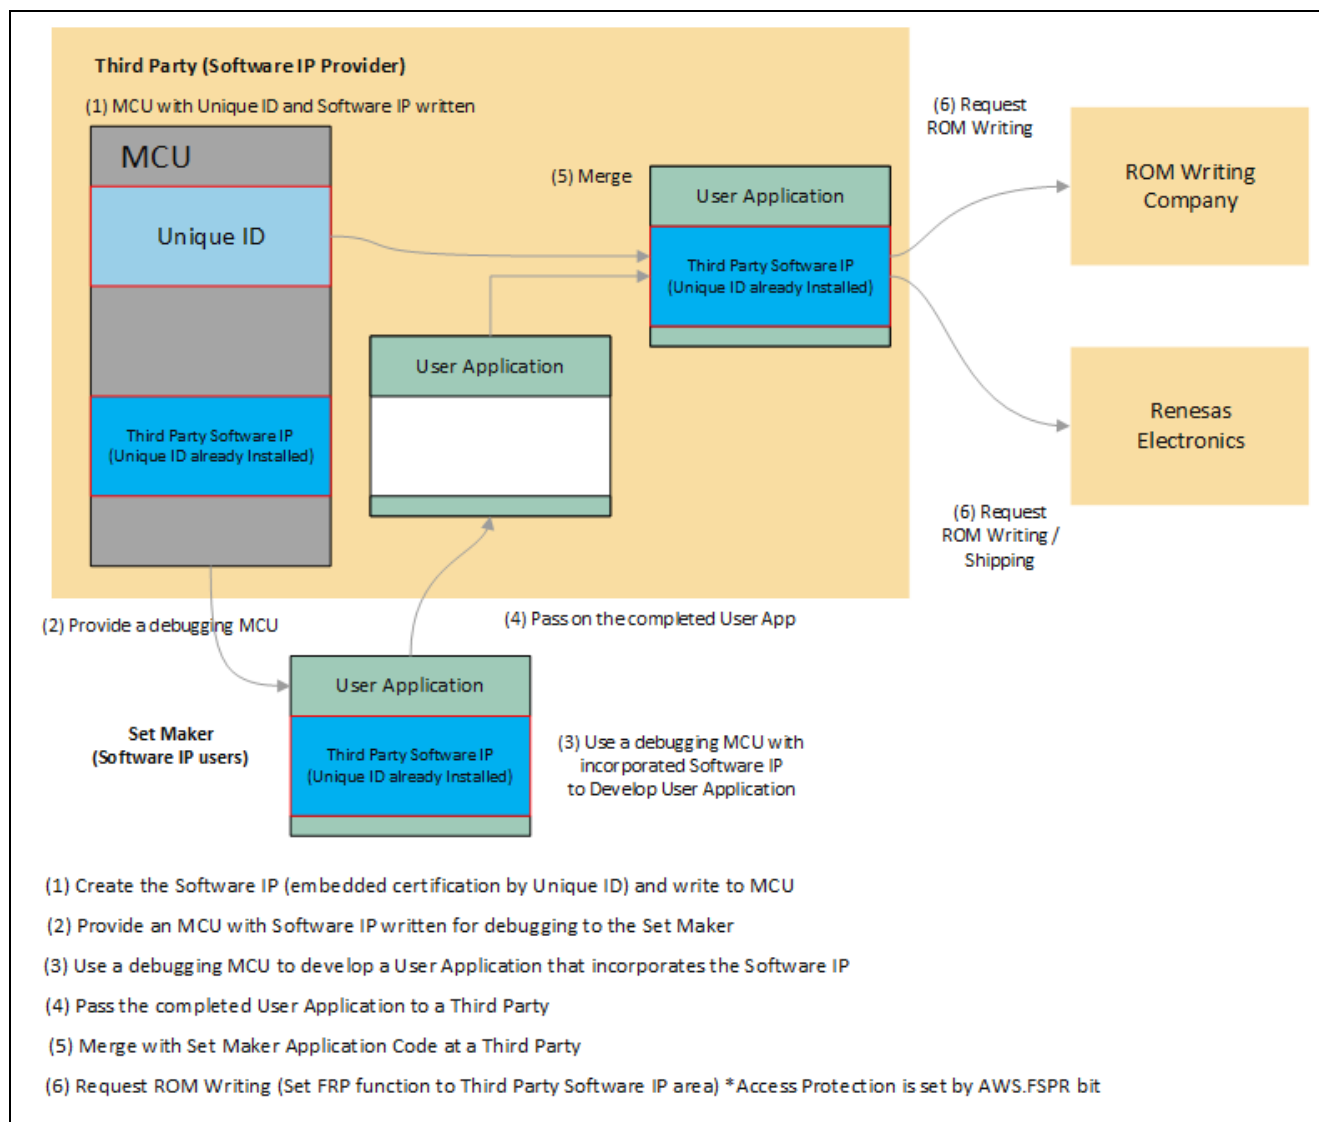 Third Party (Software IP Provider)
(1) MCU with Unique ID and Software IP written
MCU
Unique ID
Third Party Software IP
(Unique ID already Installed)
User Application
(5) Merge
User Application
Third Party Software IP
(Unique ID already Installed)
(6) Request
ROM Writing
ROM Writing
Company
Renesas
Electronics
(6) Request
ROM Writing /
Shipping
(2) Provide a debugging MCU
(4) Pass on the completed User App
Set Maker
(Software IP users)
User Application
Third Party Software IP
(Unique ID already Installed)
(3) Use a debugging MCU with
incorporated Software IP
to Develop User Application
(1) Create the Software IP (embedded certification by Unique ID) and write to MCU
(2) Provide an MCU with Software IP written for debugging to the Set Maker
(3) Use a debugging MCU to develop a User Application that incorporates the Software IP
(4) Pass the completed User Application to a Third Party
(5) Merge with Set Maker Application Code at a Third Party
(6) Request ROM Writing (Set FRP function to Third Party Software IP area) *Access Protection is set by AWS.FSPR bit